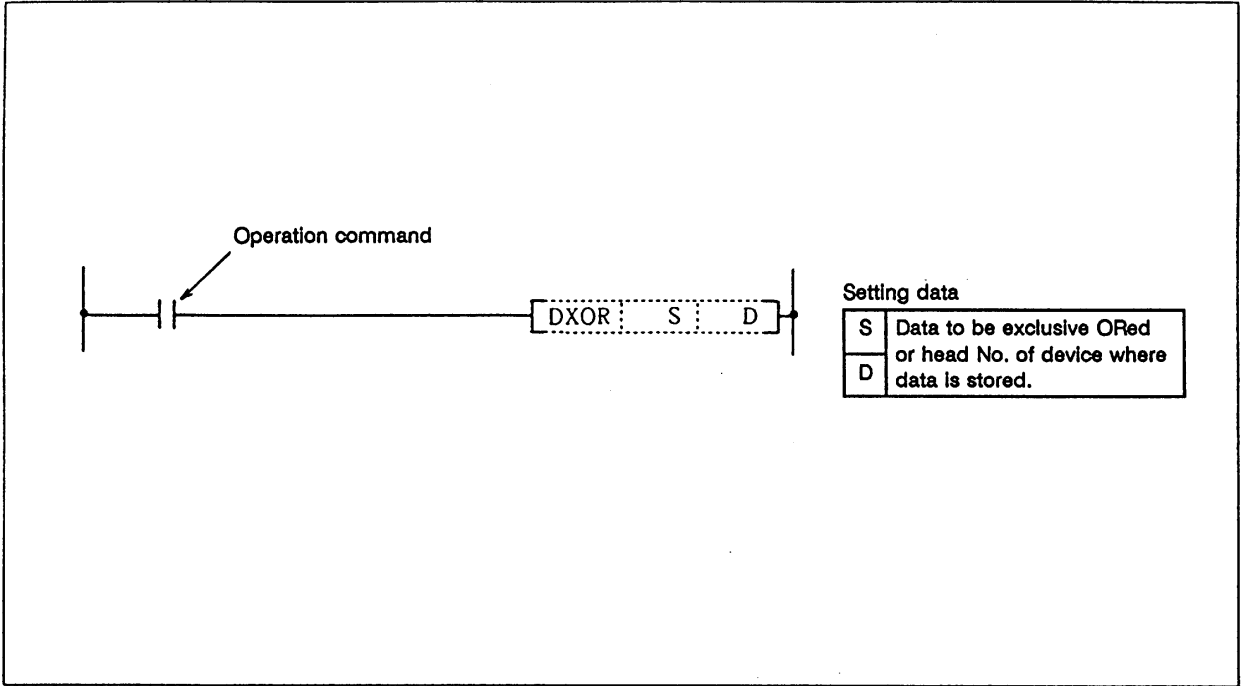 Operation command
DXOR S D
Setting data
S Data to be exclusive ORed
or head No. of device where
D data is stored.